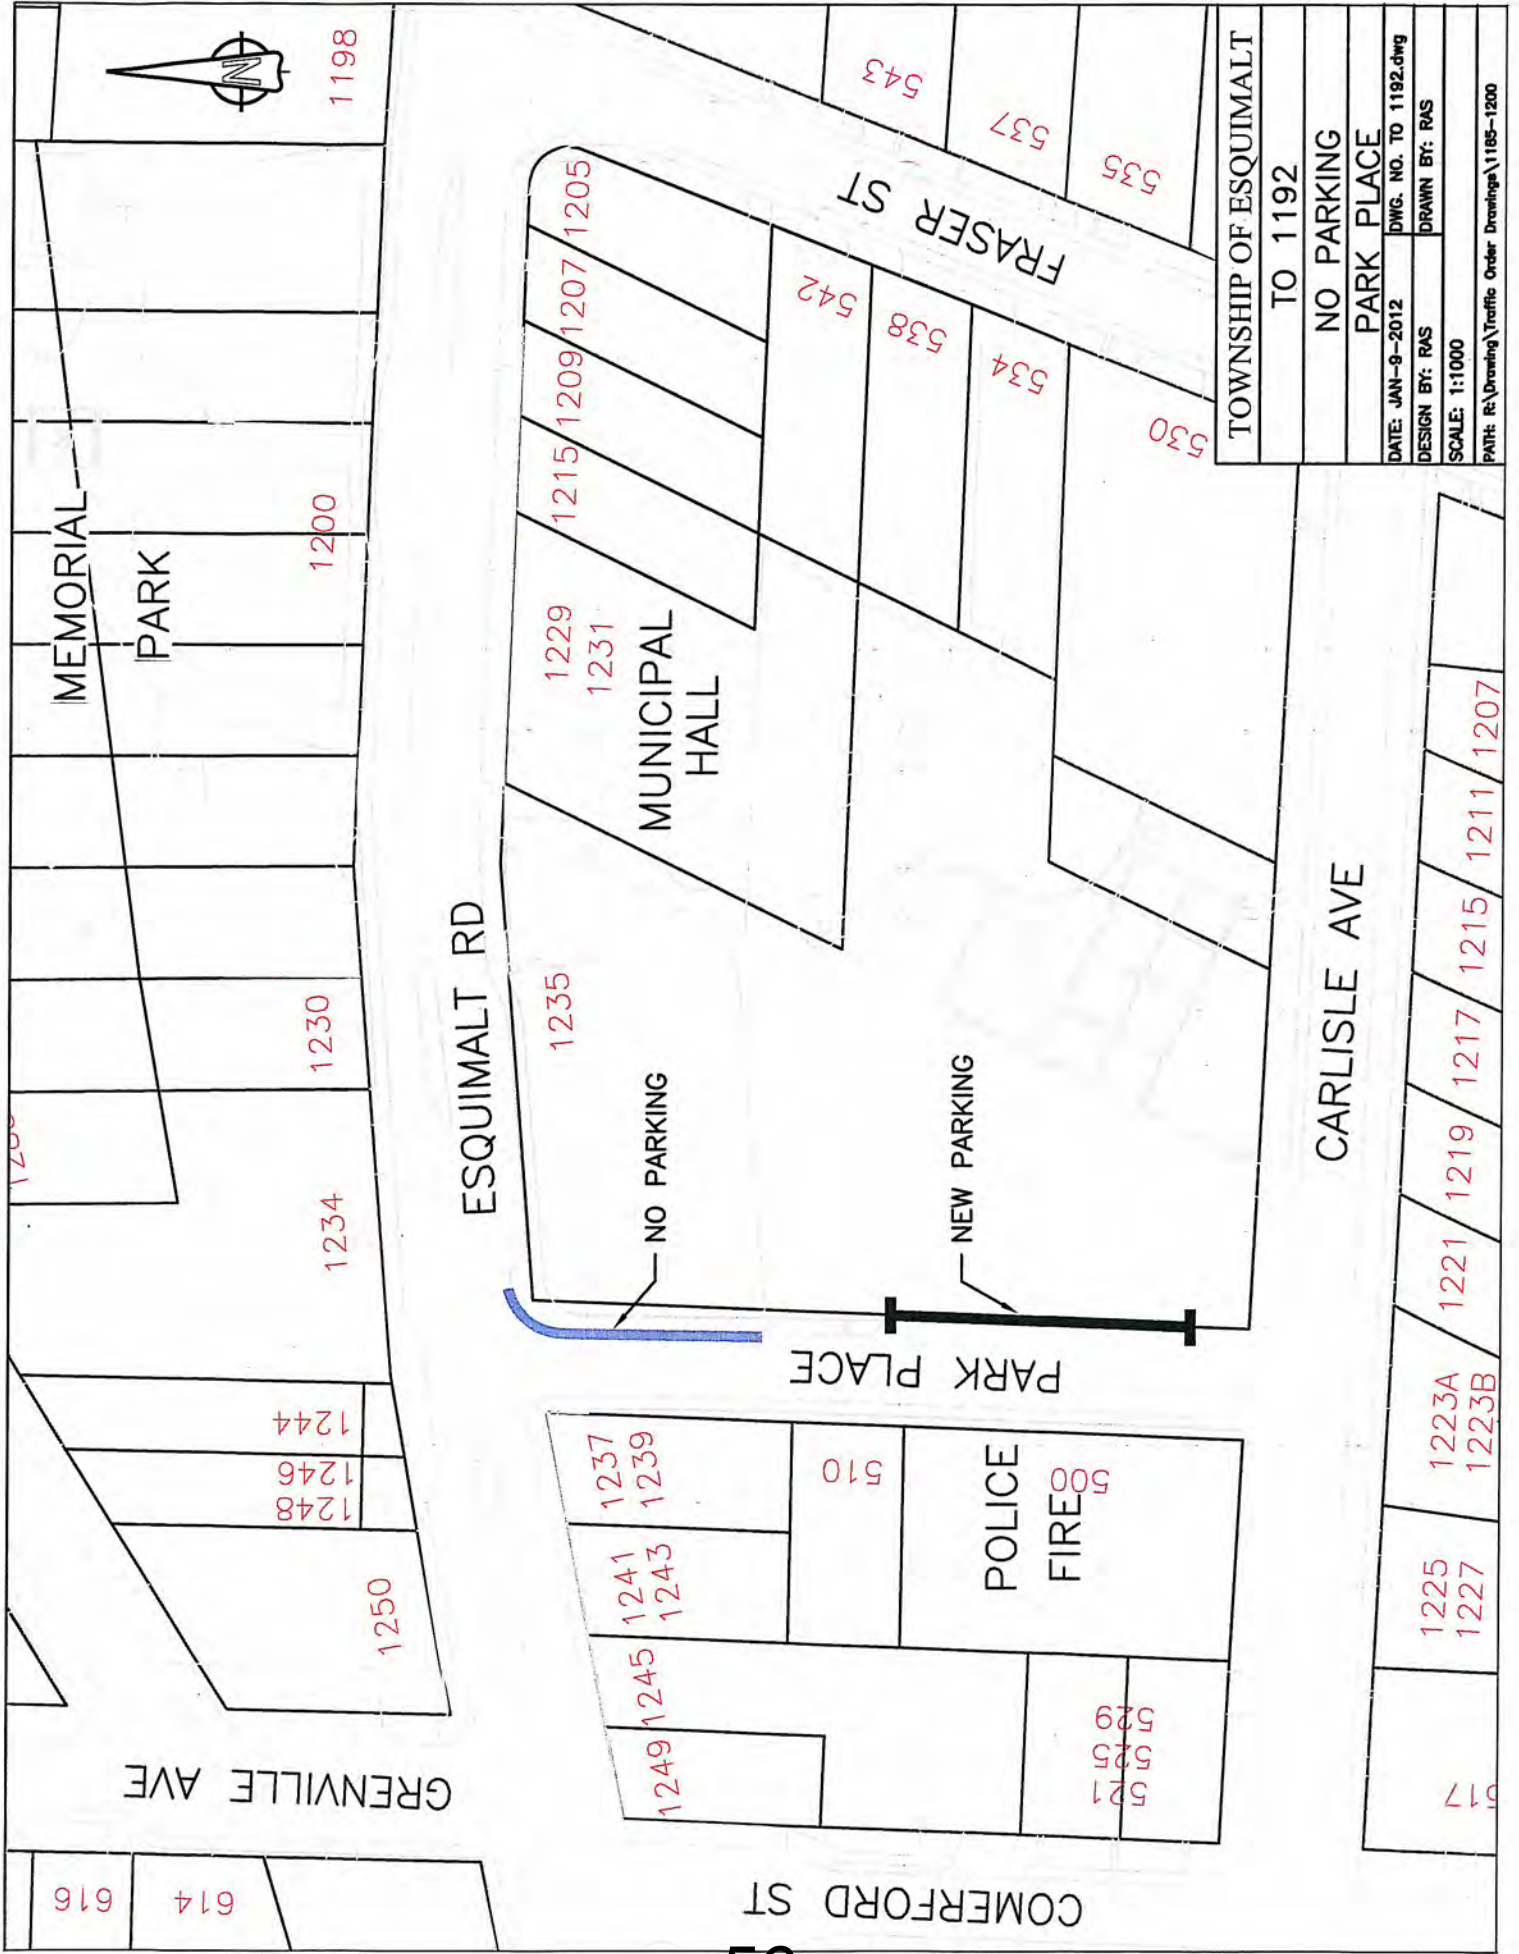 MEMORIAL
PARK
1198
1200
1230
1234
1244
1246
1248
1250
GRENVILLE AVE
616
614
ESQUIMALT RD
1205
1207
1209
1215
1229
1231
MUNICIPAL
HALL
1235
NO PARKING
NEW PARKING
PARK PLACE
1237
1239
1241
1243
1245
1249
510
POLICE
FIRE
500
529
525
521
COMERFORD ST
FRASER ST
543
537
535
542
538
534
530
CARLISLE AVE
1207
1211
1215
1217
1219
1221
1223A
1223B
1225
1227
517
TOWNSHIP OF ESQUIMALT
TO 1192
NO PARKING
PARK PLACE
DATE: JAN-9-2012
DWG. NO. TO 1192.dwg
DESIGN BY: RAS
DRAWN BY: RAS
SCALE: 1:1000
PATH: R:\Drawing\Traffic Order Drawings\1185-1200
N